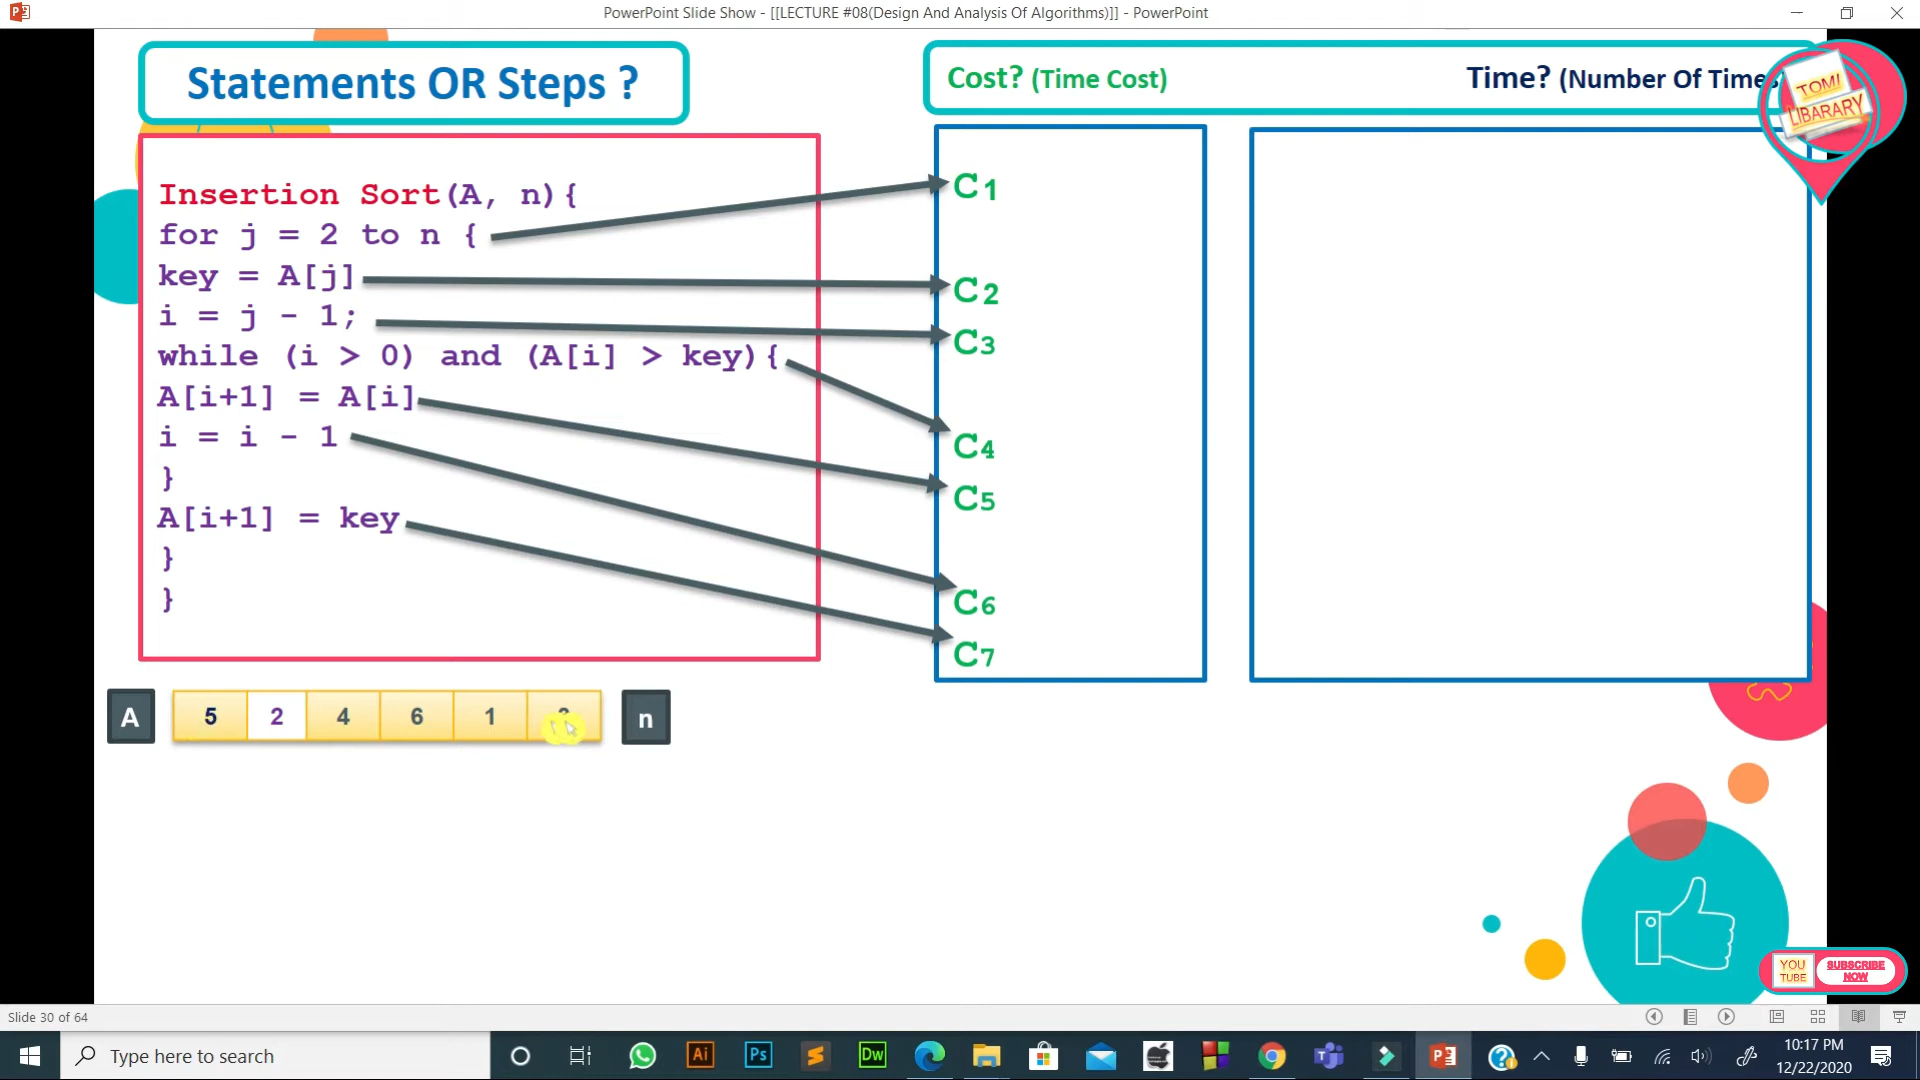 PowerPoint Slide Show - [[LECTURE #08(Design And Analysis Of Algorithms)]] - PowerPoint
Statements OR Steps ?
Cost? (Time Cost)
Time? (Number Of Times
TOMI
LIBARARY
Insertion Sort(A, n){
for j = 2 to n {
key = A[j]
i = j - 1;
while (i > 0) and (A[i] > key){
A[i+1] = A[i]
i = i - 1
}
A[i+1] = key
}
}
C1
C2
C3
C4
C5
C6
C7
A
5 2 4 6 1
n
YOU
TUBE
SUBSCRIBE
NOW
Slide 30 of 64
Type here to search
Ai
Ps
Dw
10:17 PM
12/22/2020